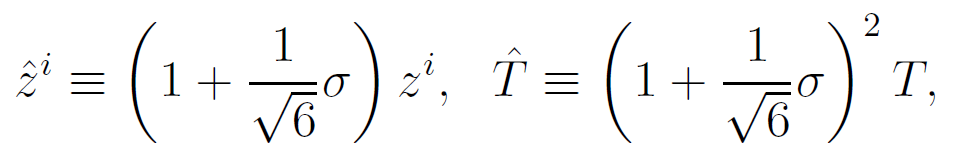 $\hat{z}^i \equiv \left(1 + \frac{1}{\sqrt{6}}\sigma\right) z^i, \quad \hat{T} \equiv \left(1 + \frac{1}{\sqrt{6}}\sigma\right)^2 T,$